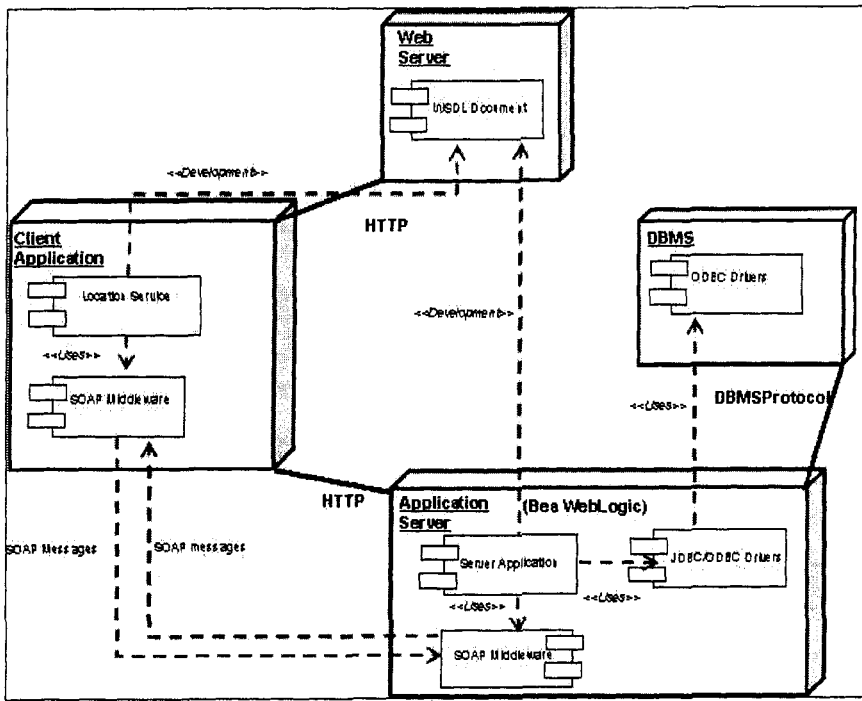 Web
Server
WSDL Document
<<Development>>
HTTP
Client
Application
Location Service
<<Uses>>
SOAP Middleware
<<Development>>
DBMS
ODBC Drivers
<<Uses>>
DBMSProtocol
HTTP
Application
Server
(Bea WebLogic)
SOAP Messages
SOAP messages
Server Application
JDBC/ODBC Drivers
<<Uses>>
<<Uses>>
SOAP Middleware